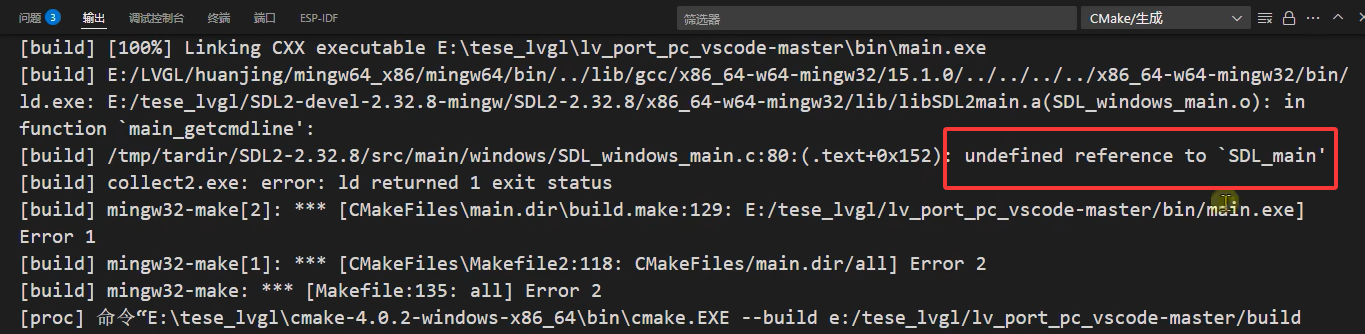 问题 3 输出 调试控制台 终端 端口 ESP-IDF 筛选器 CMake/生成
[build] [100%] Linking CXX executable E:\tese_lvgl\lv_port_pc_vscode-master\bin\main.exe
[build] E:/LVGL/huanjing/mingw64_x86/mingw64/bin/../lib/gcc/x86_64-w64-mingw32/15.1.0/../../../../x86_64-w64-mingw32/bin/
ld.exe: E:/tese_lvgl/SDL2-devel-2.32.8-mingw/SDL2-2.32.8/x86_64-w64-mingw32/lib/libSDL2main.a(SDL_windows_main.o): in
function `main_getcmdline':
[build] /tmp/tardir/SDL2-2.32.8/src/main/windows/SDL_windows_main.c:80:(.text+0x152): undefined reference to `SDL_main'
[build] collect2.exe: error: ld returned 1 exit status
[build] mingw32-make[2]: *** [CMakeFiles\main.dir\build.make:129: E:/tese_lvgl/lv_port_pc_vscode-master/bin/main.exe]
Error 1
[build] mingw32-make[1]: *** [CMakeFiles\Makefile2:118: CMakeFiles/main.dir/all] Error 2
[build] mingw32-make: *** [Makefile:135: all] Error 2
[proc] 命令“E:\tese_lvgl\cmake-4.0.2-windows-x86_64\bin\cmake.EXE --build e:/tese_lvgl/lv_port_pc_vscode-master/build